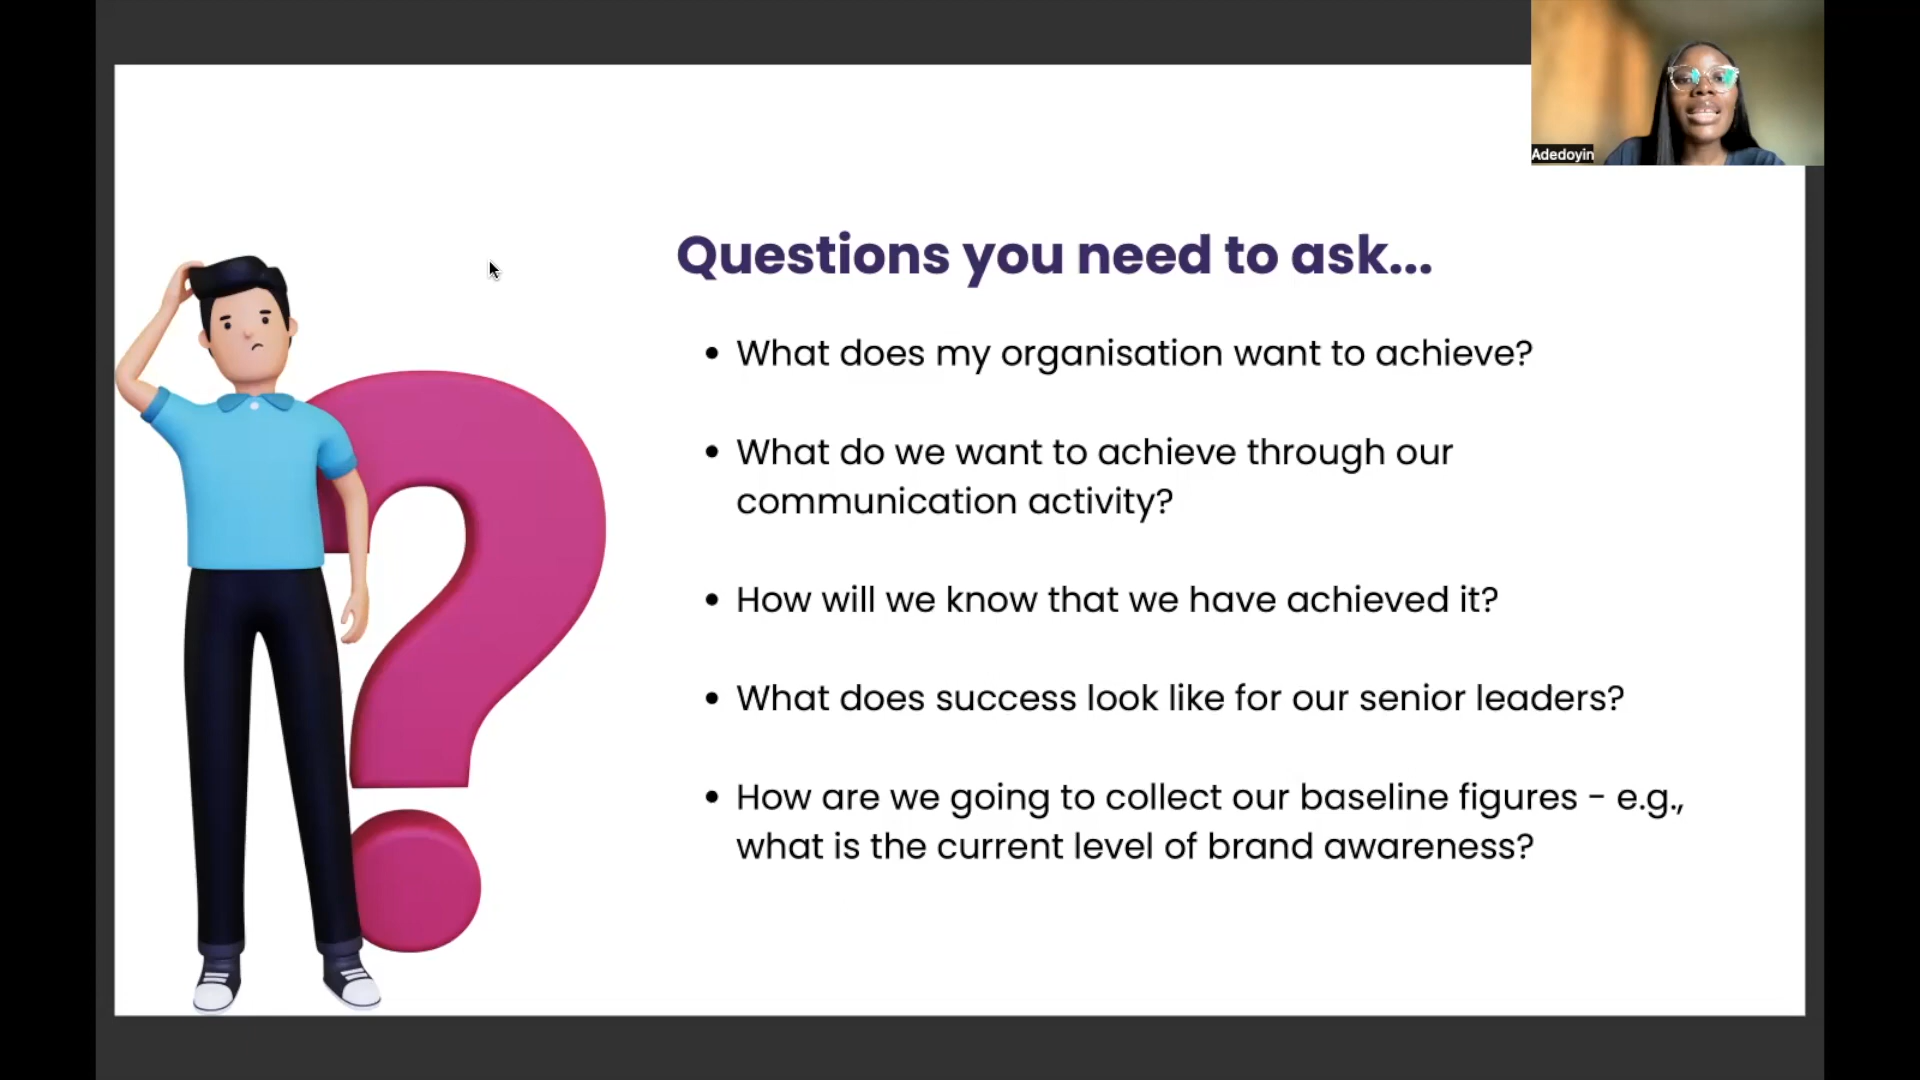 Adedoyin
Questions you need to ask...
• What does my organisation want to achieve?
• What do we want to achieve through our
communication activity?
• How will we know that we have achieved it?
• What does success look like for our senior leaders?
• How are we going to collect our baseline figures - e.g.,
what is the current level of brand awareness?